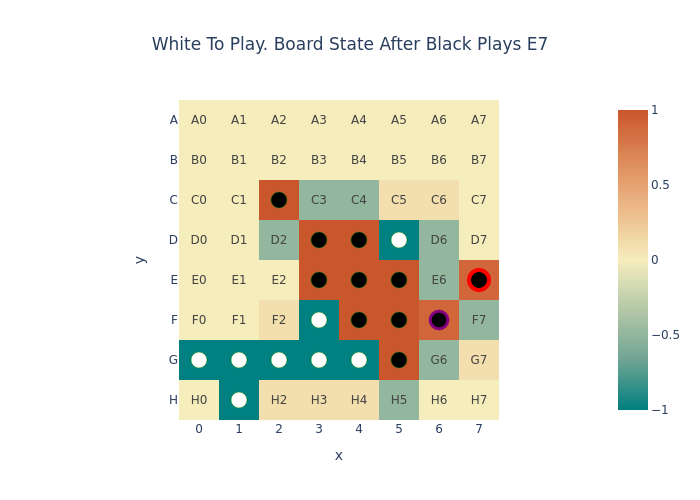 White To Play. Board State After Black Plays E7
A A0 A1 A2 A3 A4 A5 A6 A7
B B0 B1 B2 B3 B4 B5 B6 B7
C C0 C1 C3 C4 C5 C6 C7
D D0 D1 D2 D6 D7
E E0 E1 E2 E6
F F0 F1 F2 F7
G G6 G7
H H0 H2 H3 H4 H5 H6 H7
0 1 2 3 4 5 6 7
x
y
1
0.5
0
−0.5
−1